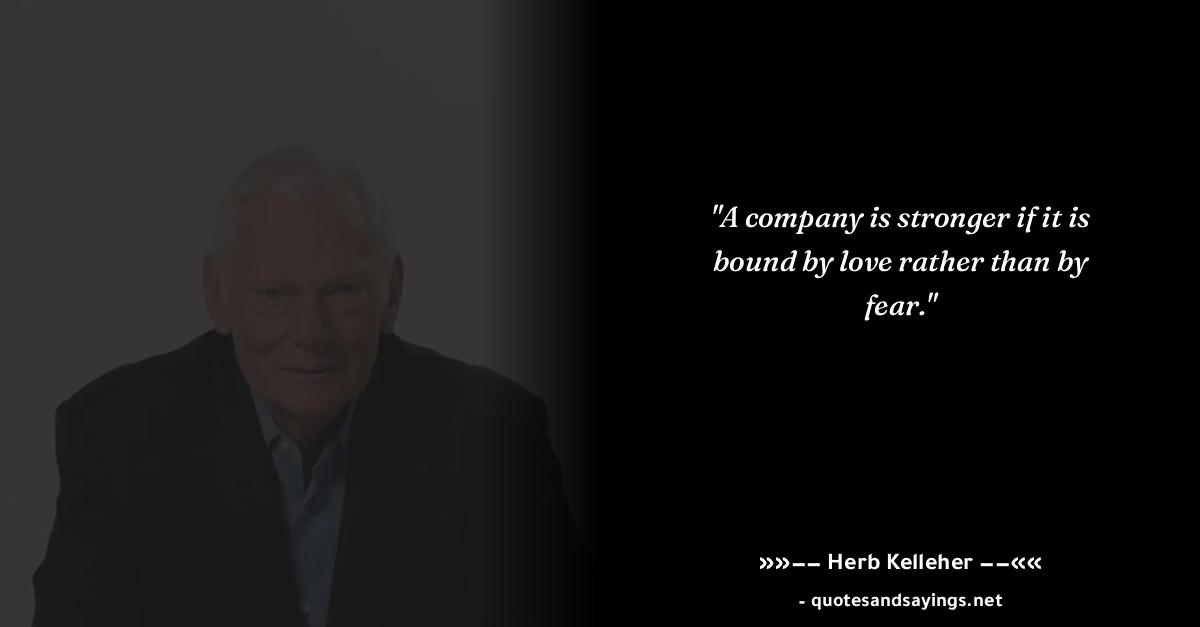 "A company is stronger if it is
bound by love rather than by
fear."
»»−− Herb Kelleher −−««
- quotesandsayings.net